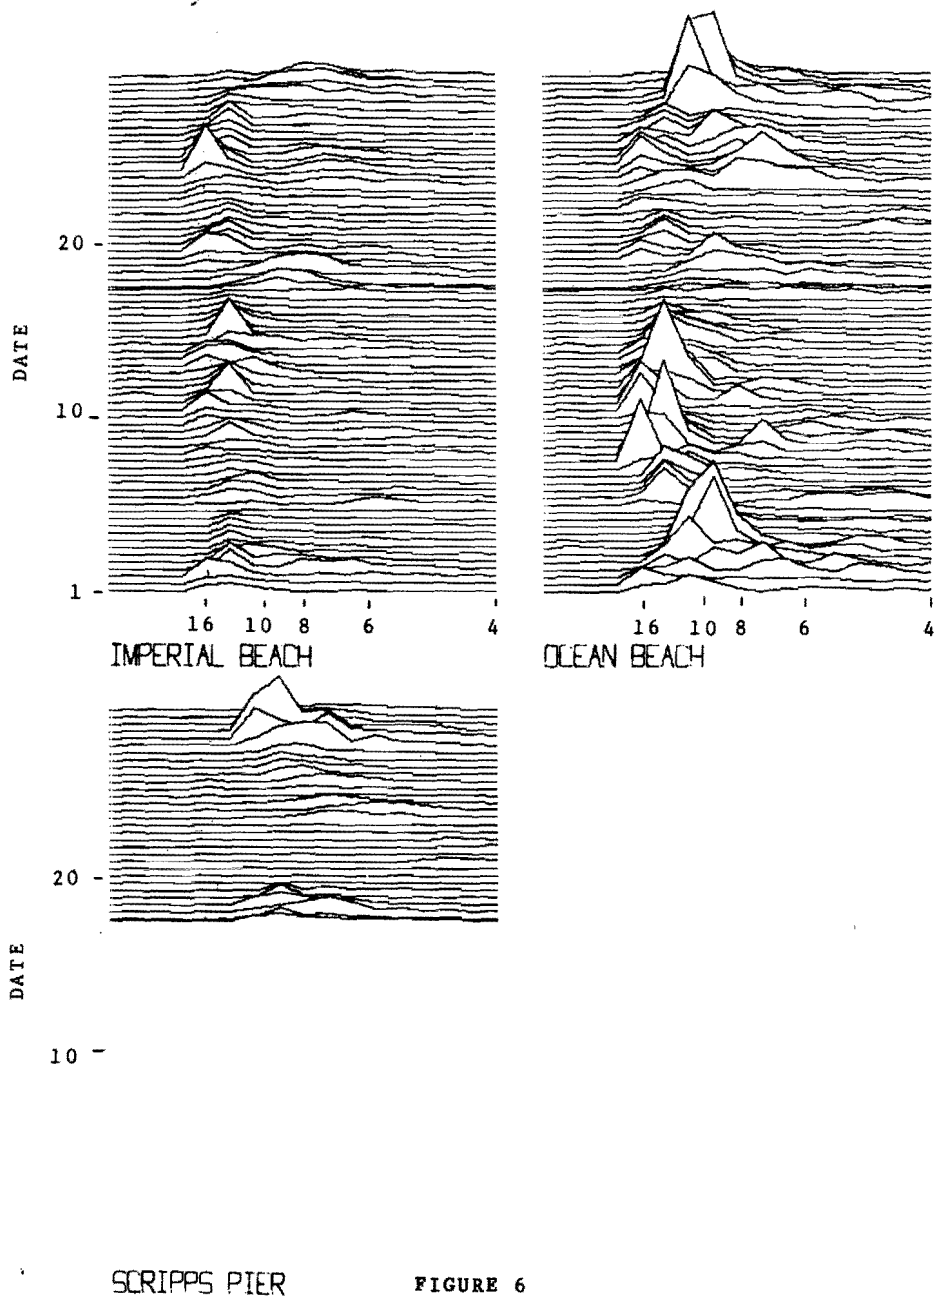 DATE
20
10
1
16 10 8 6 4
IMPERIAL BEACH
16 10 8 6 4
OCEAN BEACH
DATE
20
10
SCRIPPS PIER
FIGURE 6